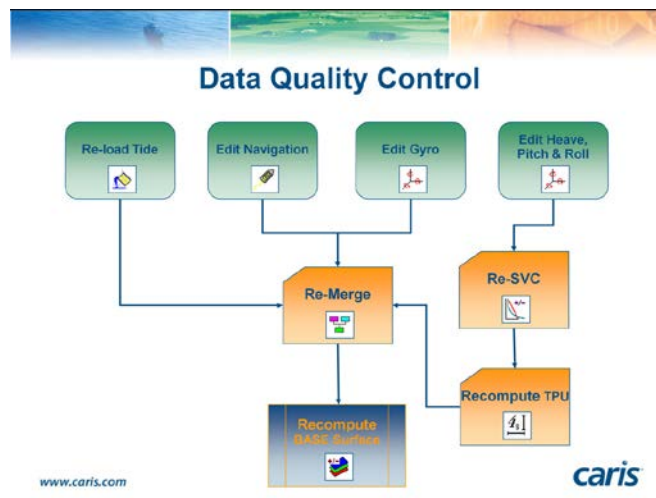 Data Quality Control
Re-load Tide
Edit Navigation
Edit Gyro
Edit Heave,
Pitch & Roll
Re-Merge
Re-SVC
+/-
Recompute TPU
Recompute
BASE Surface
www.caris.com
caris